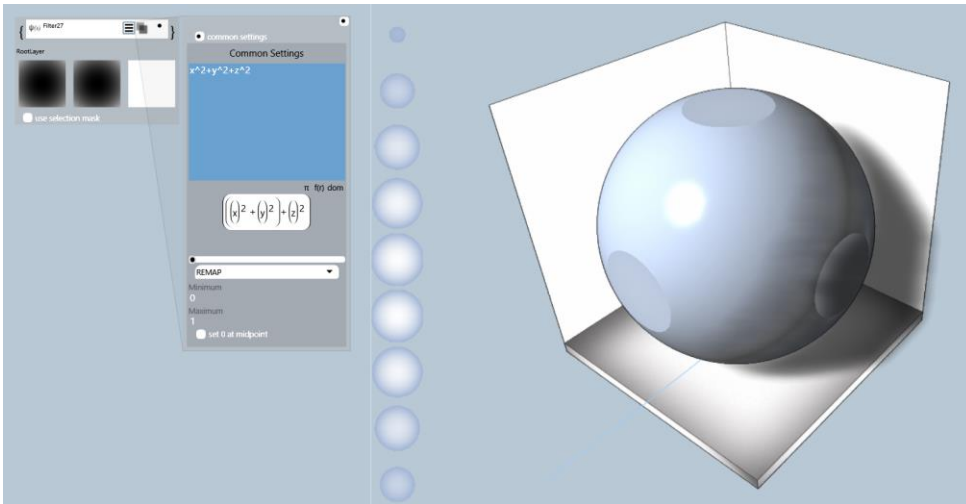 Filter27
RootLayer
use selection mask
common settings
Common Settings
x^2+y^2+z^2
π f(r) dom
(((x)2 + (y)2) + (z)2
REMAP
Minimum
0
Maximum
1
set 0 at midpoint